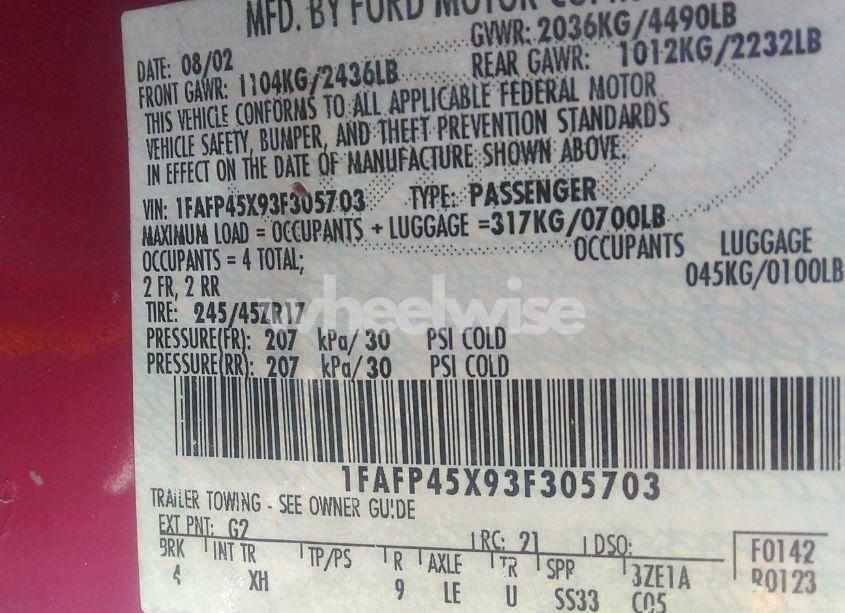 MFD. BY FORD MOTOR CO.
DATE: 08/02 GVWR: 2036KG/4490LB
FRONT GAWR: 1104KG/2436LB REAR GAWR: 1012KG/2232LB
THIS VEHICLE CONFORMS TO ALL APPLICABLE FEDERAL MOTOR
VEHICLE SAFETY, BUMPER, AND THEFT PREVENTION STANDARDS
IN EFFECT ON THE DATE OF MANUFACTURE SHOWN ABOVE.
VIN: 1FAFP45X93F305703 TYPE: PASSENGER
MAXIMUM LOAD = OCCUPANTS + LUGGAGE =317KG/0700LB
OCCUPANTS = 4 TOTAL; OCCUPANTS LUGGAGE
2 FR, 2 RR 045KG/0100LB
TIRE: 245/45ZR17
wheelwise
PRESSURE(FR): 207 kPa/ 30 PSI COLD
PRESSURE(RR): 207 kPa/ 30 PSI COLD
1FAFP45X93F305703
TRAILER TOWING - SEE OWNER GUIDE
EXT PNT: G2 RC: 21 DSO: F0142
BRK INT TR TP/PS R AXLE TR SPR 3ZE1A R0123
4 XH 9 LE U SS33 C05